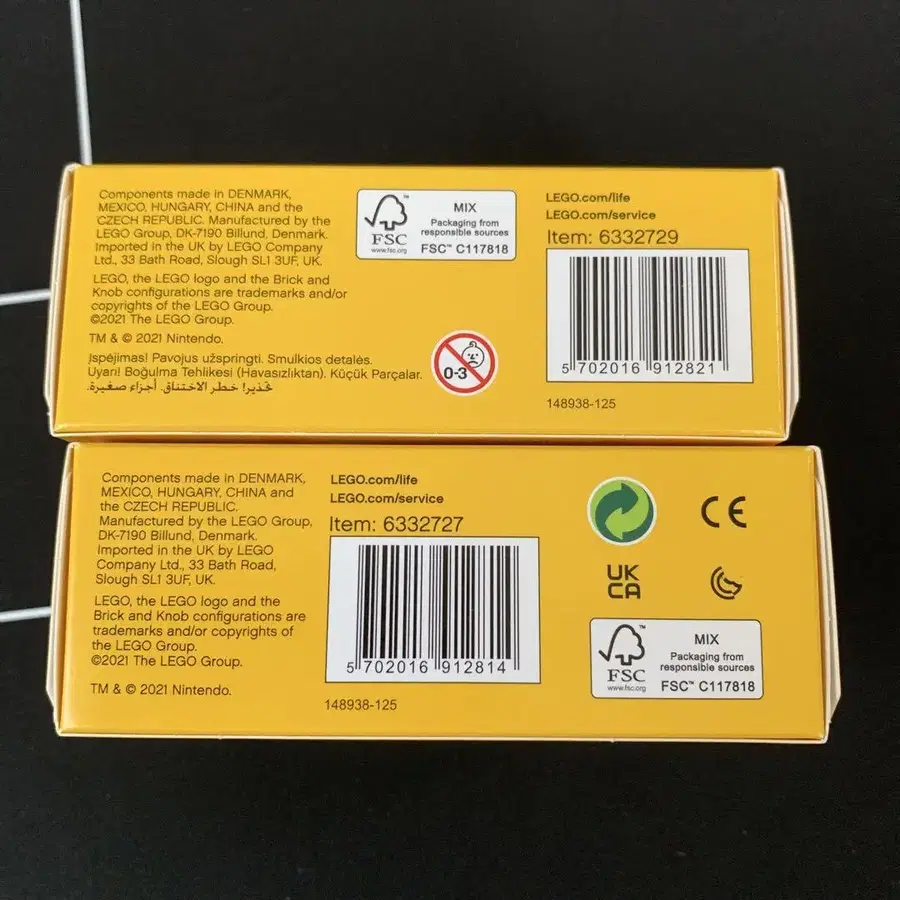 Components made in DENMARK,
MEXICO, HUNGARY, CHINA and the
CZECH REPUBLIC. Manufactured by the
LEGO Group, DK-7190 Billund, Denmark.
Imported in the UK by LEGO Company
Ltd., 33 Bath Road, Slough SL1 3UF, UK.
LEGO, the LEGO logo and the Brick and
Knob configurations are trademarks and/or
copyrights of the LEGO Group.
©2021 The LEGO Group.
TM & © 2021 Nintendo.
Įspėjimas! Pavojus užspringti. Smulkios detalės.
Uyarı! Boğulma Tehlikesi (Havasızlıktan). Küçük Parçalar.
تحذير! خطر الاختناق. أجزاء صغيرة.
FSC™
www.fsc.org
MIX
Packaging from
responsible sources
FSC™ C117818
0-3
LEGO.com/life
LEGO.com/service
Item: 6332729
5 702016 912821
148938-125
Components made in DENMARK,
MEXICO, HUNGARY, CHINA and
the CZECH REPUBLIC.
Manufactured by the LEGO Group,
DK-7190 Billund, Denmark.
Imported in the UK by LEGO
Company Ltd., 33 Bath Road,
Slough SL1 3UF, UK.
LEGO, the LEGO logo and the
Brick and Knob configurations are
trademarks and/or copyrights of
the LEGO Group.
©2021 The LEGO Group.
TM & © 2021 Nintendo.
LEGO.com/life
LEGO.com/service
Item: 6332727
5 702016 912814
148938-125
CE
UK
CA
FSC™
www.fsc.org
MIX
Packaging from
responsible sources
FSC™ C117818